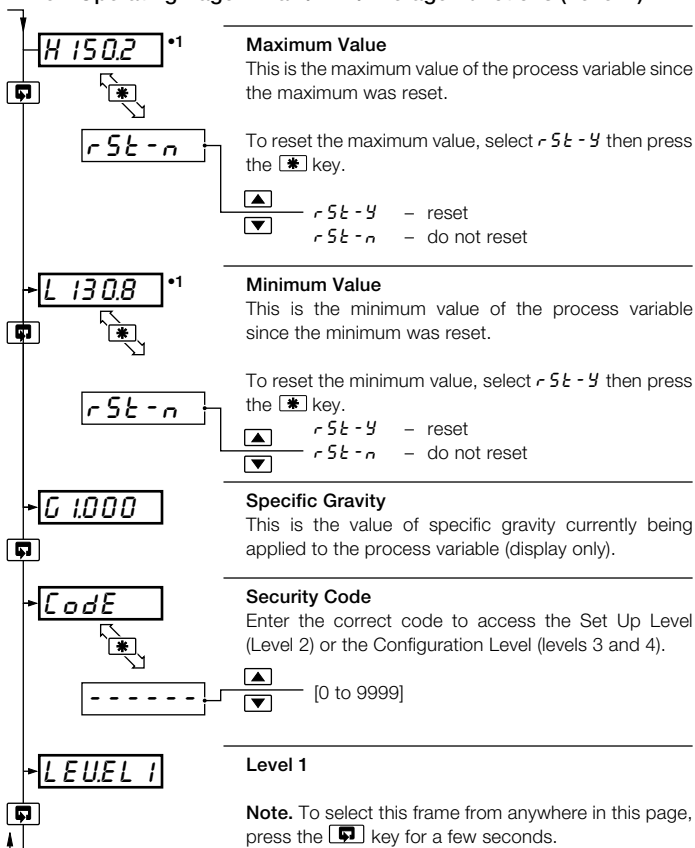 H 150.2 •1
Maximum Value
This is the maximum value of the process variable since
the maximum was reset.
rSt-n
To reset the maximum value, select rSt-Y then press
the * key.
▲
▼
rSt-Y – reset
rSt-n – do not reset
L 130.8 •1
Minimum Value
This is the minimum value of the process variable
since the minimum was reset.
rSt-n
To reset the minimum value, select rSt-Y then press
the * key.
▲
▼
rSt-Y – reset
rSt-n – do not reset
G 1.000
Specific Gravity
This is the value of specific gravity currently being
applied to the process variable (display only).
CodE
Security Code
Enter the correct code to access the Set Up Level
(Level 2) or the Configuration Level (levels 3 and 4).
------
▲
▼
[0 to 9999]
LEV.EL 1
Level 1
Note. To select this frame from anywhere in this page,
press the key for a few seconds.